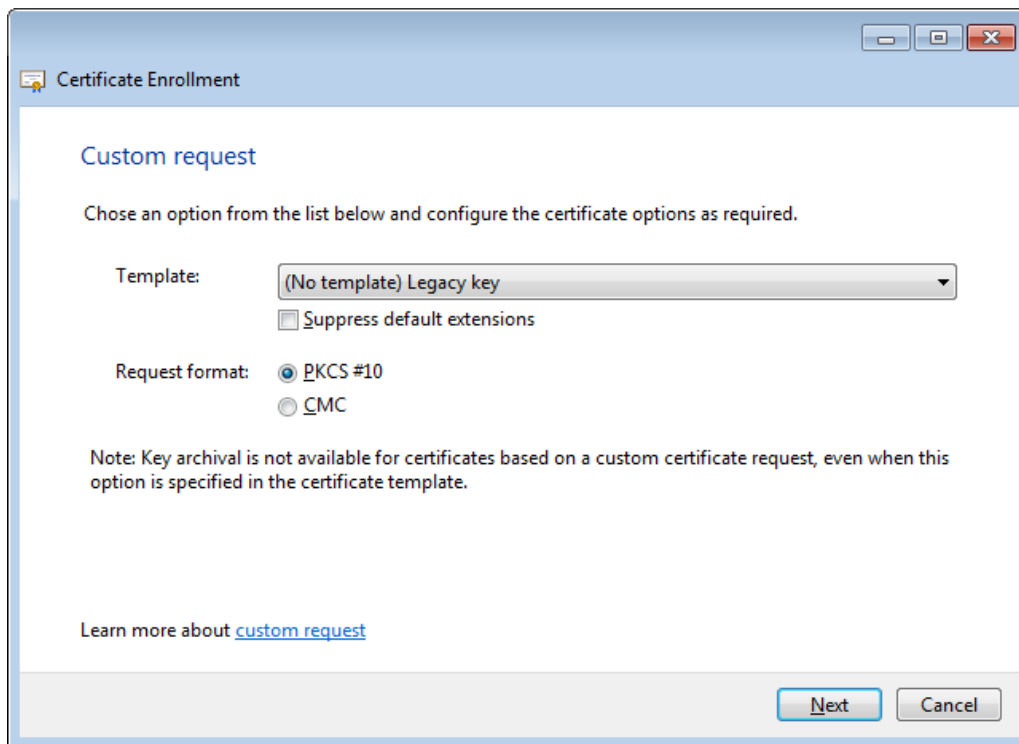 Certificate Enrollment
Custom request
Chose an option from the list below and configure the certificate options as required.
Template:
(No template) Legacy key
Suppress default extensions
Request format:
PKCS #10
CMC
Note: Key archival is not available for certificates based on a custom certificate request, even when this
option is specified in the certificate template.
Learn more about custom request
Next
Cancel